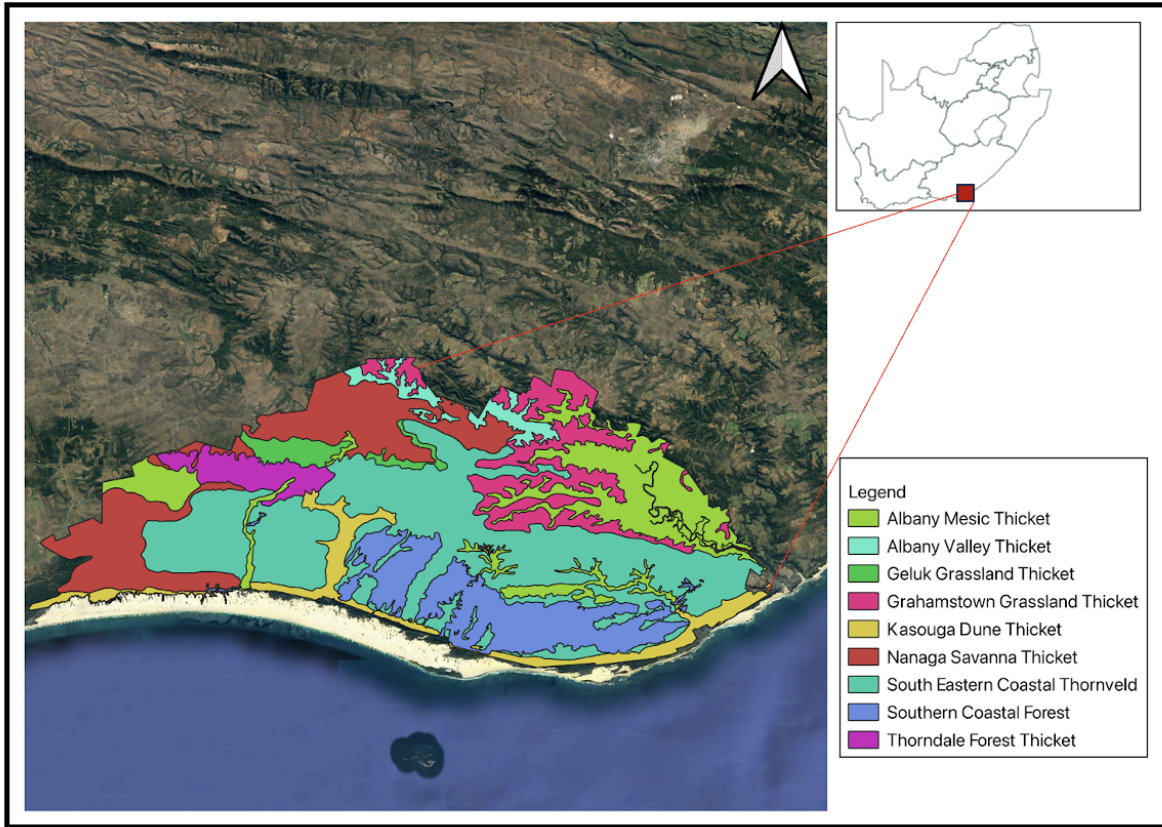 Legend
Albany Mesic Thicket
Albany Valley Thicket
Geluk Grassland Thicket
Grahamstown Grassland Thicket
Kasouga Dune Thicket
Nanaga Savanna Thicket
South Eastern Coastal Thornveld
Southern Coastal Forest
Thorndale Forest Thicket